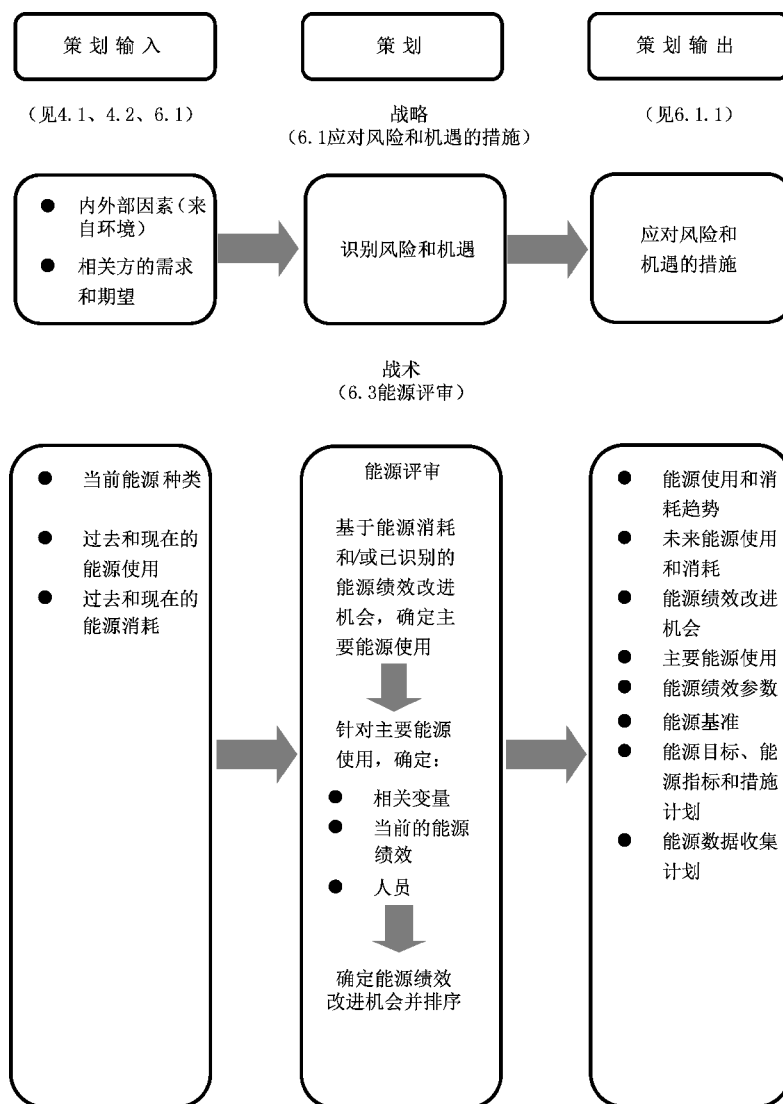 策划输入
策划
策划输出
（见4.1、4.2、6.1）
战略
（6.1应对风险和机遇的措施）
（见6.1.1）
● 内外部因素（来
自环境）
● 相关方的需求
和期望
识别风险和机遇
应对风险和
机遇的措施
战术
（6.3能源评审）
● 当前能源种类
● 过去和现在的
能源使用
● 过去和现在的
能源消耗
能源评审
基于能源消耗
和/或已识别的
能源绩效改进
机会，确定主
要能源使用
针对主要能源
使用，确定：
● 相关变量
● 当前的能源
绩效
● 人员
确定能源绩效
改进机会并排序
● 能源使用和消
耗趋势
● 未来能源使用
和消耗
● 能源绩效改进
机会
● 主要能源使用
● 能源绩效参数
● 能源基准
● 能源目标、能
源指标和措施
计划
● 能源数据收集
计划